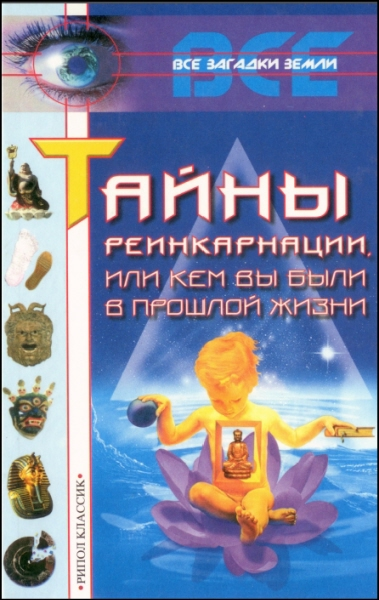 ВСЕ
ВСЕ ЗАГАДКИ ЗЕМЛИ
ТАЙНЫ
РЕИНКАРНАЦИИ,
ИЛИ КЕМ ВЫ БЫЛИ
В ПРОШЛОЙ ЖИЗНИ
•РИПОЛ КЛАССИК•